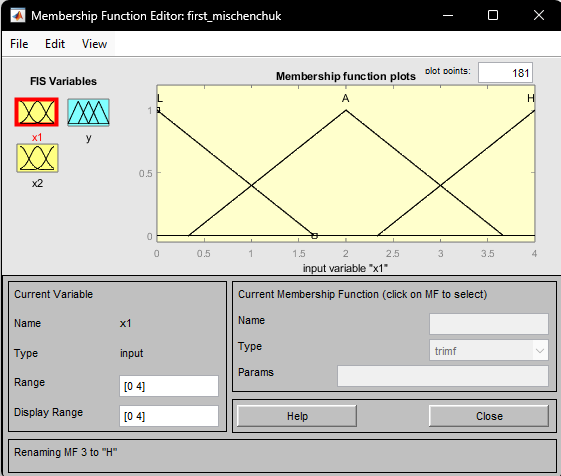 Membership Function Editor: first_mischenchuk
File Edit View
FIS Variables
x1
y
x2
Membership function plots plot points: 181
L A H
1
0.5
0
0 0.5 1 1.5 2 2.5 3 3.5 4
input variable "x1"
Current Variable
Name x1
Type input
Range [0 4]
Display Range [0 4]
Current Membership Function (click on MF to select)
Name
Type trimf
Params
Help Close
Renaming MF 3 to "H"